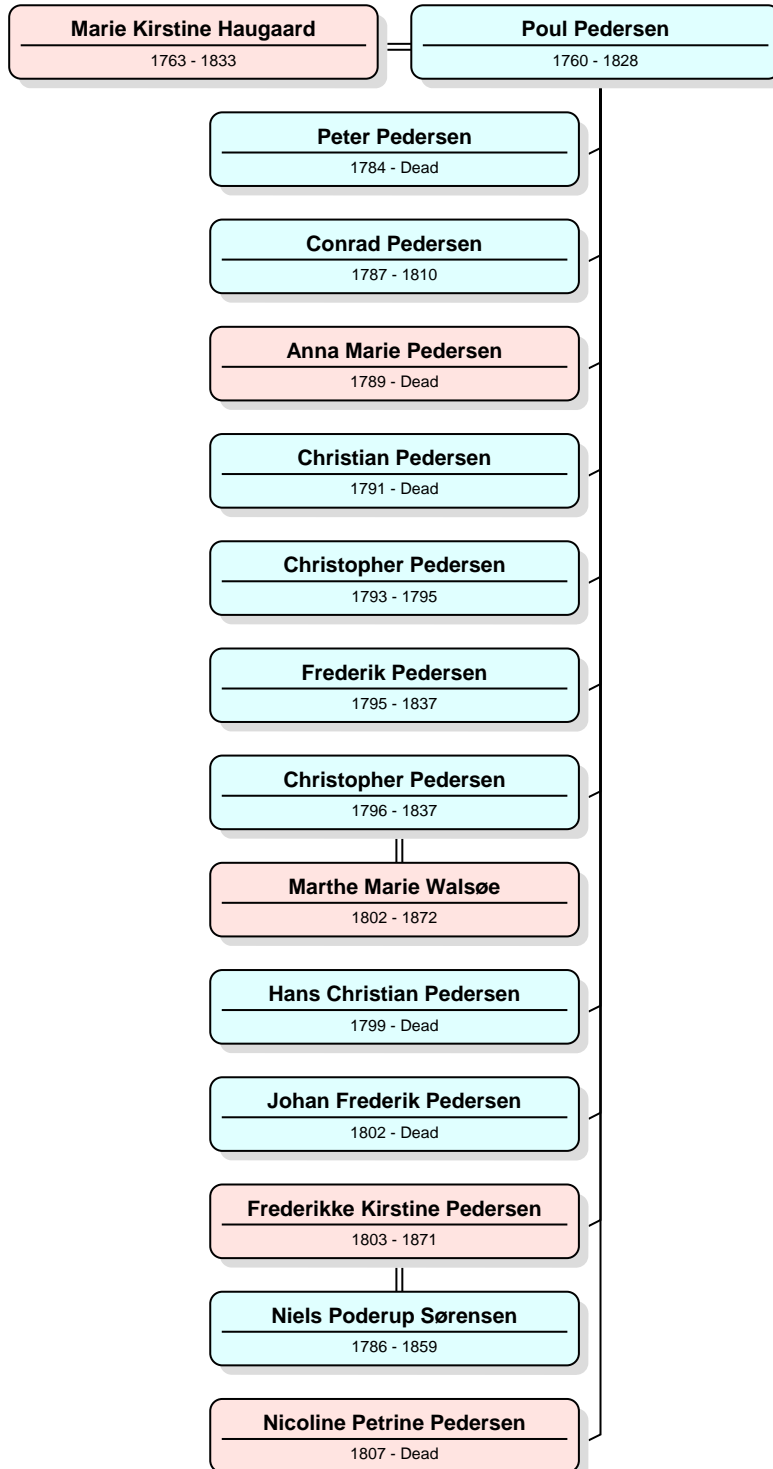 Marie Kirstine Haugaard
1763 - 1833
Poul Pedersen
1760 - 1828
Peter Pedersen
1784 - Dead
Conrad Pedersen
1787 - 1810
Anna Marie Pedersen
1789 - Dead
Christian Pedersen
1791 - Dead
Christopher Pedersen
1793 - 1795
Frederik Pedersen
1795 - 1837
Christopher Pedersen
1796 - 1837
Marthe Marie Walsøe
1802 - 1872
Hans Christian Pedersen
1799 - Dead
Johan Frederik Pedersen
1802 - Dead
Frederikke Kirstine Pedersen
1803 - 1871
Niels Poderup Sørensen
1786 - 1859
Nicoline Petrine Pedersen
1807 - Dead